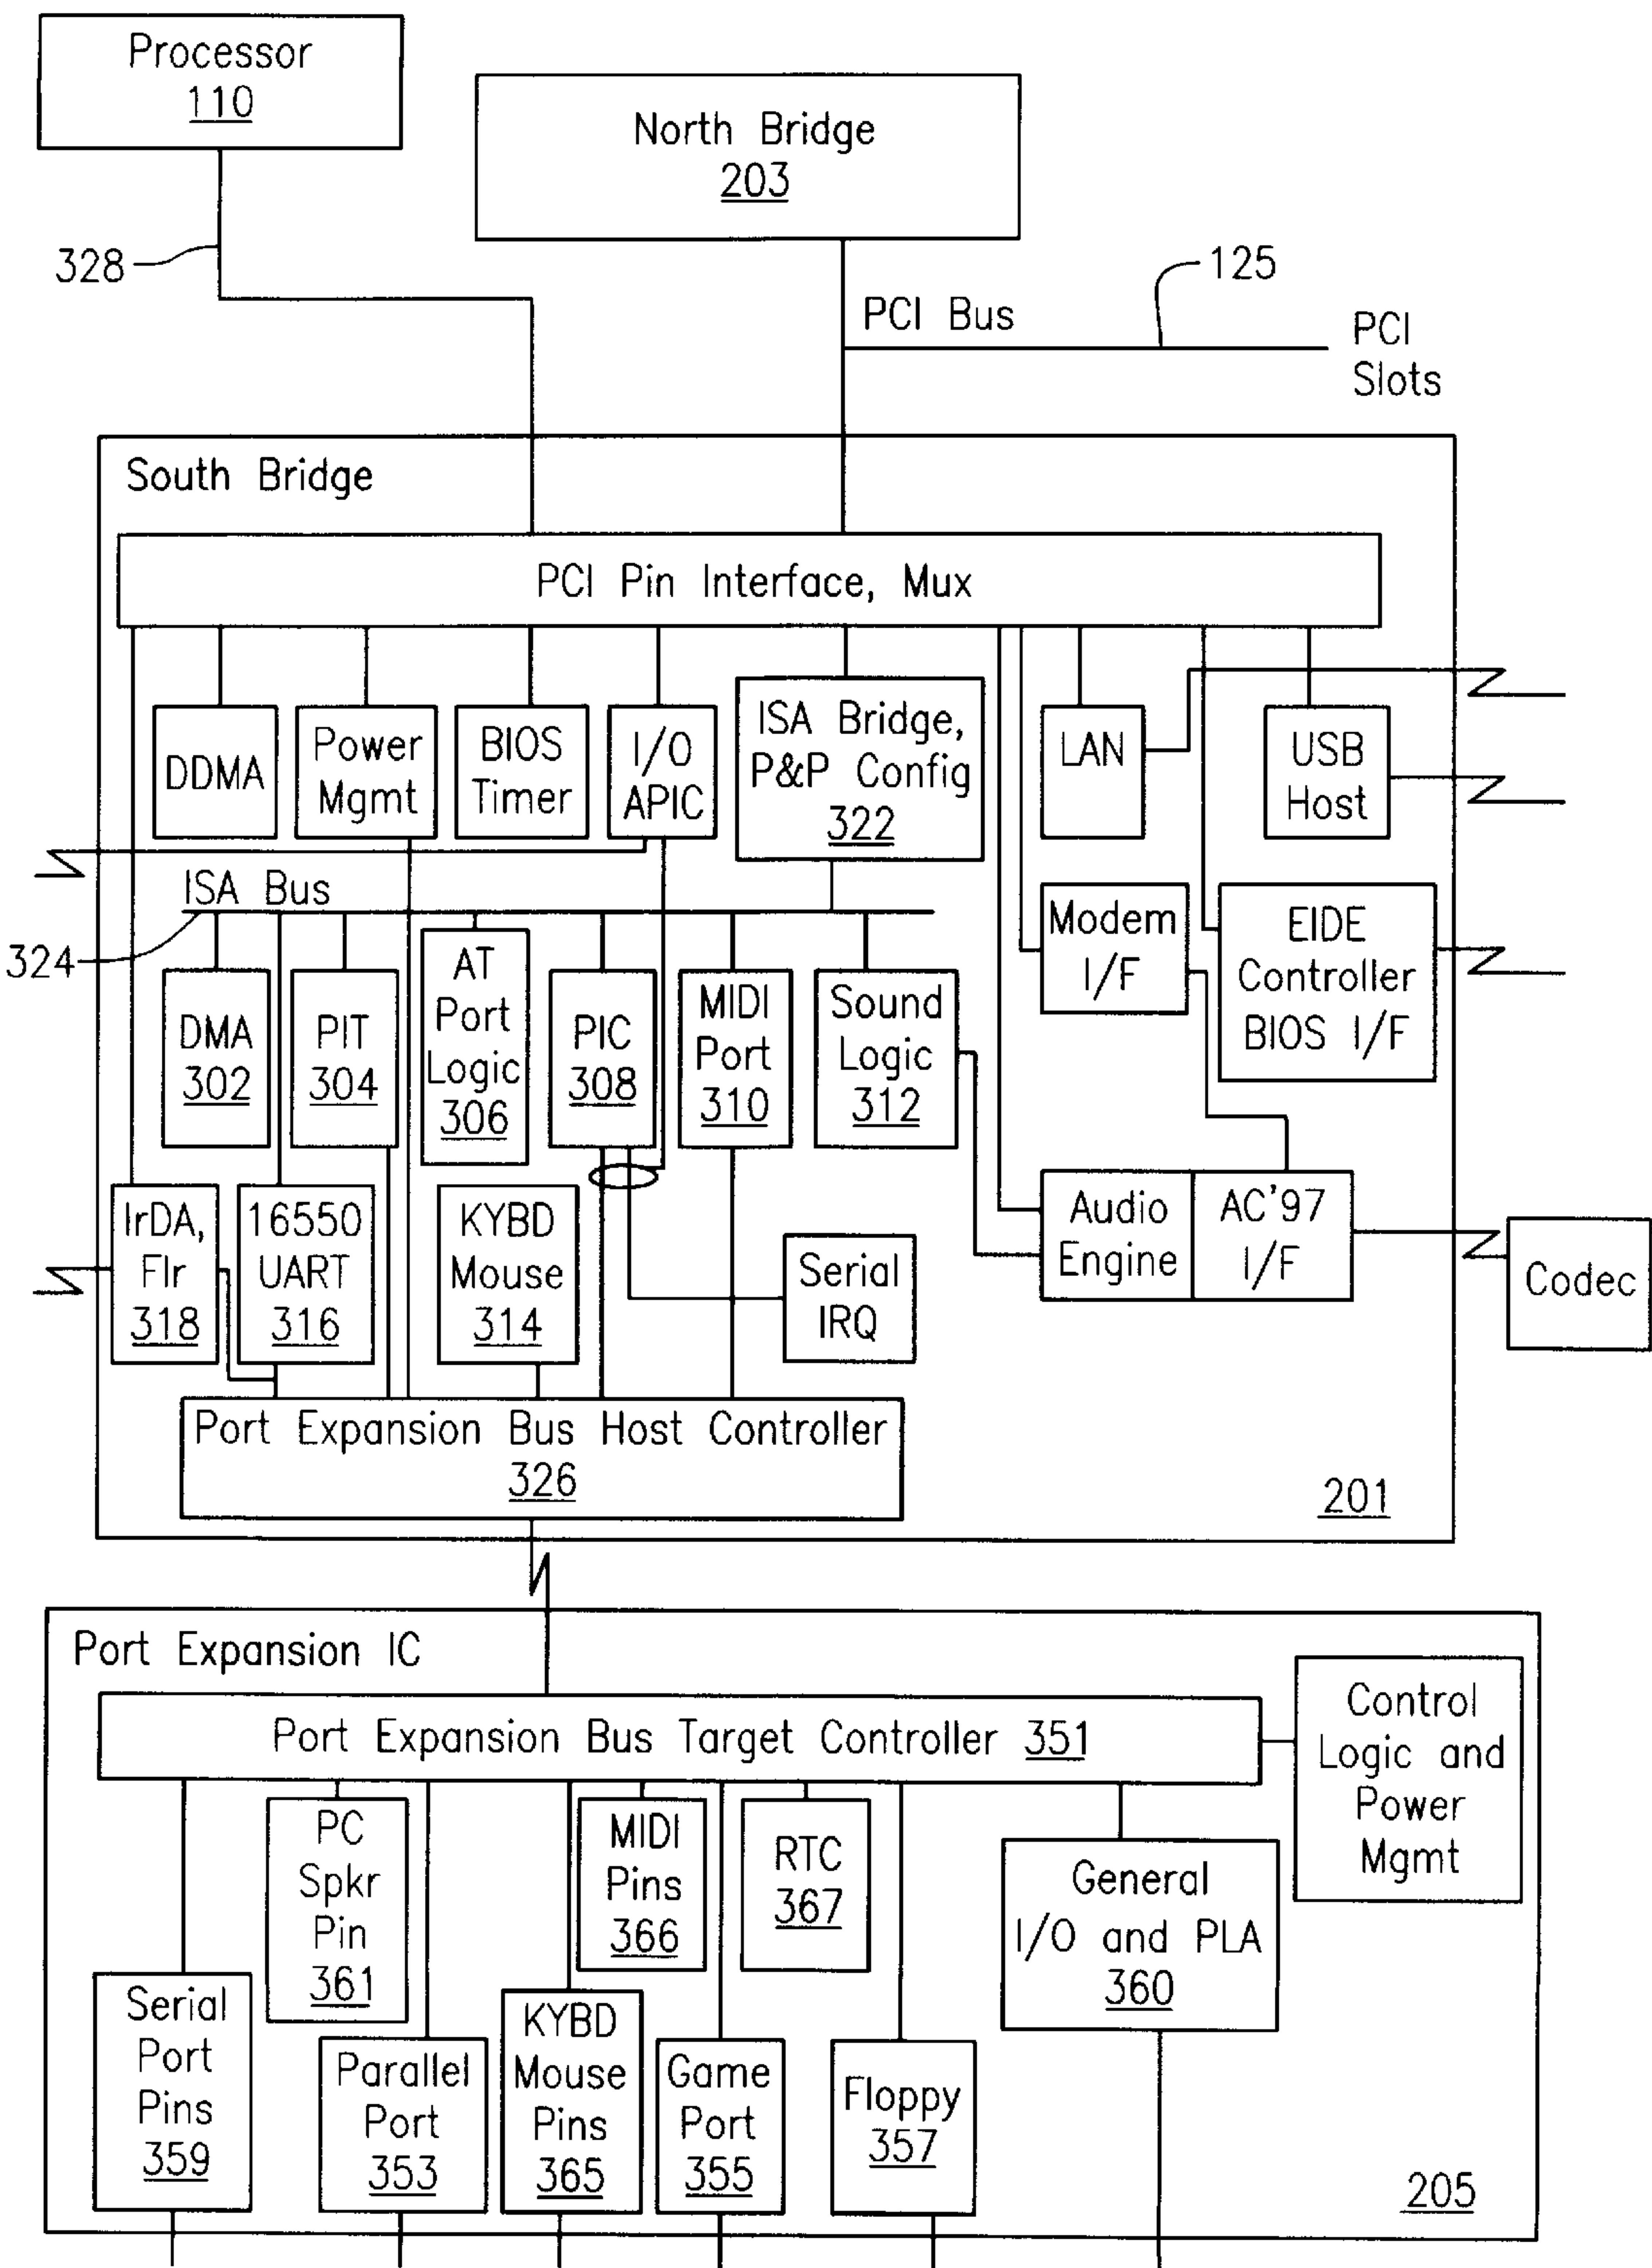 Processor
110
North Bridge
203
328
125
PCI Bus
PCI
Slots
South Bridge
PCI Pin Interface, Mux
DDMA
Power
Mgmt
BIOS
Timer
I/O
APIC
ISA Bridge,
P&P Config
322
LAN
USB
Host
ISA Bus
324
DMA
302
PIT
304
AT
Port
Logic
306
PIC
308
MIDI
Port
310
Sound
Logic
312
Modem
I/F
EIDE
Controller
BIOS I/F
IrDA,
FIr
318
16550
UART
316
KYBD
Mouse
314
Serial
IRQ
Audio
Engine
AC'97
I/F
Codec
Port Expansion Bus Host Controller
326
201
Port Expansion IC
Port Expansion Bus Target Controller 351
Control
Logic and
Power
Mgmt
PC
Spkr
Pin
361
MIDI
Pins
366
RTC
367
General
I/O and PLA
360
Serial
Port
Pins
359
Parallel
Port
353
KYBD
Mouse
Pins
365
Game
Port
355
Floppy
357
205